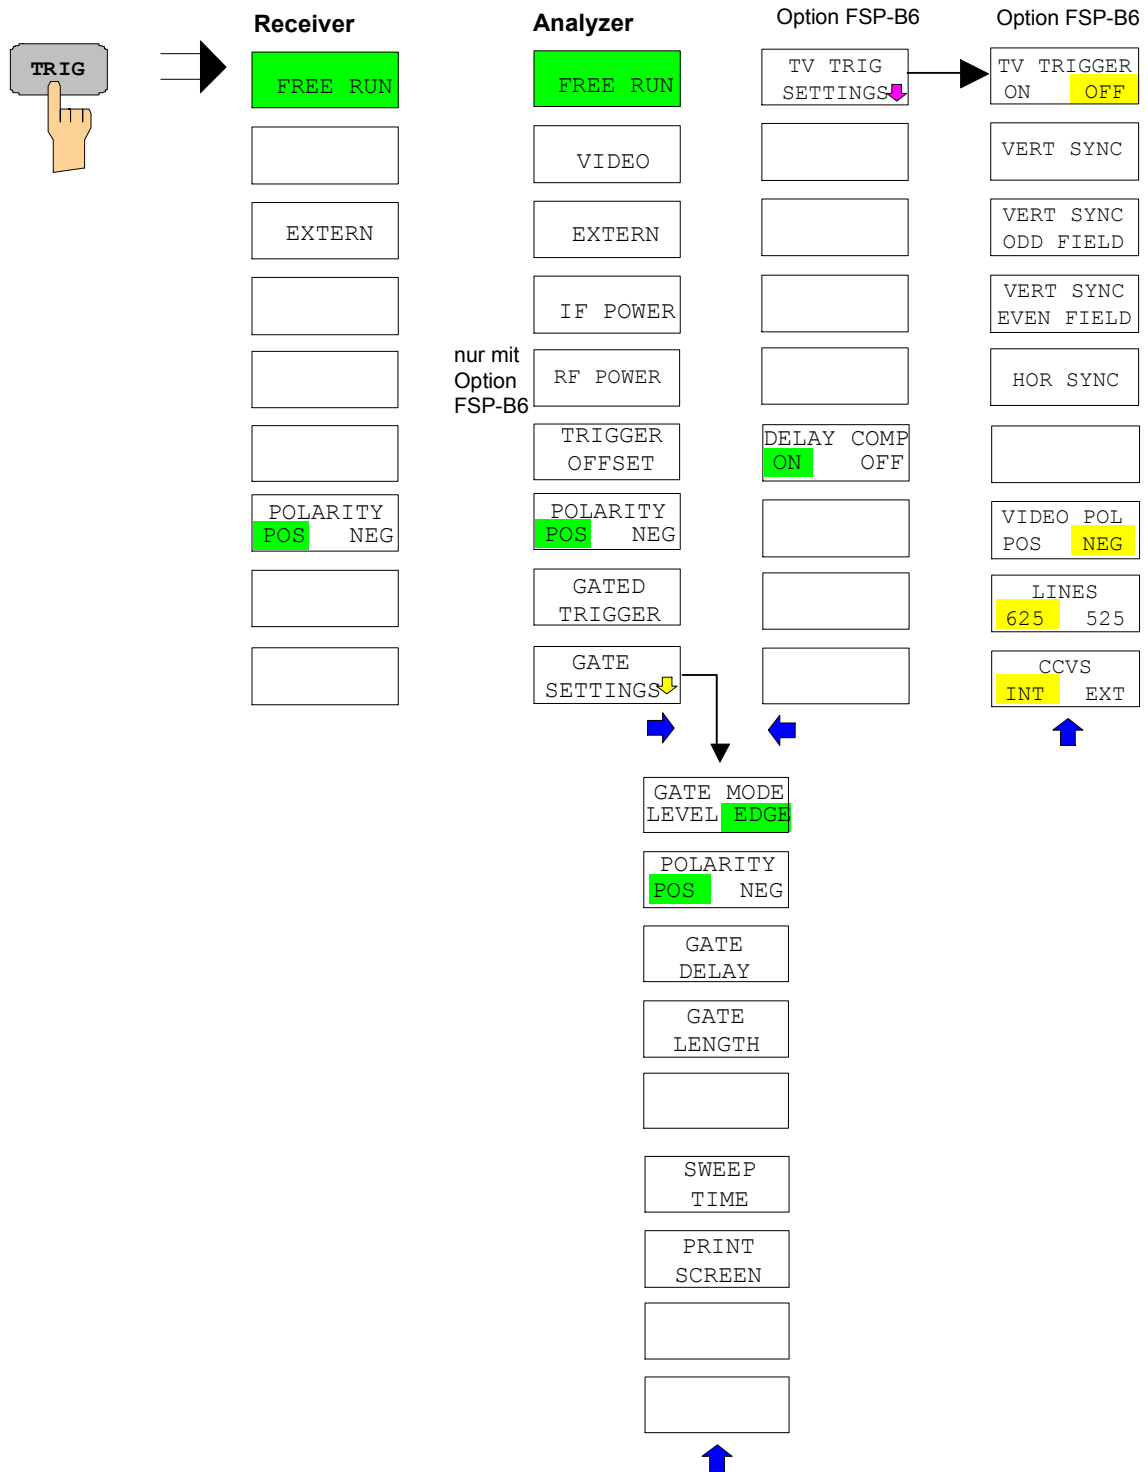 TRIG
Receiver
FREE RUN
EXTERN
POLARITY
POS NEG
Analyzer
FREE RUN
VIDEO
EXTERN
IF POWER
nur mit
Option
FSP-B6
RF POWER
TRIGGER
OFFSET
POLARITY
POS NEG
GATED
TRIGGER
GATE
SETTINGS
GATE MODE
LEVEL EDGE
POLARITY
POS NEG
GATE
DELAY
GATE
LENGTH
SWEEP
TIME
PRINT
SCREEN
Option FSP-B6
TV TRIG
SETTINGS
DELAY COMP
ON OFF
Option FSP-B6
TV TRIGGER
ON OFF
VERT SYNC
VERT SYNC
ODD FIELD
VERT SYNC
EVEN FIELD
HOR SYNC
VIDEO POL
POS NEG
LINES
625 525
CCVS
INT EXT